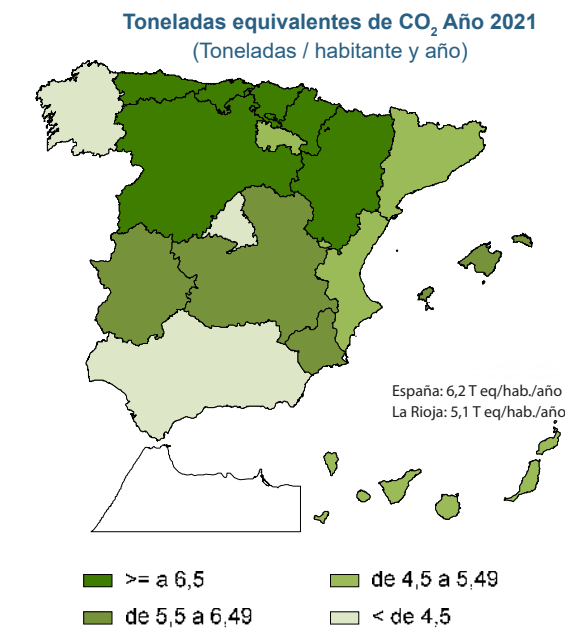 Toneladas equivalentes de CO₂ Año 2021
(Toneladas / habitante y año)
España: 6,2 T eq/hab./año
La Rioja: 5,1 T eq/hab./año
>= a 6,5
de 4,5 a 5,49
de 5,5 a 6,49
< de 4,5